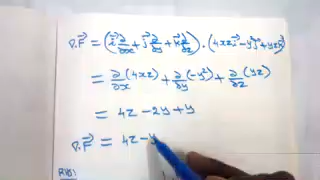 ∇.F⃗ = (i⃗ ∂/∂x + j⃗ ∂/∂y + k⃗ ∂/∂z) . (4xz i⃗ - y² j⃗ + yz k⃗)
= ∂/∂x (4xz) + ∂/∂y (-y²) + ∂/∂z (yz)
= 4z - 2y + y
∇.F⃗ = 4z - y